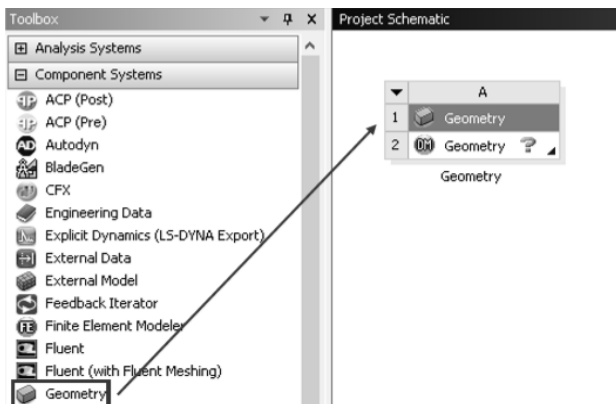 Toolbox
Analysis Systems
Component Systems
ACP (Post)
ACP (Pre)
Autodyn
BladeGen
CFX
Engineering Data
Explicit Dynamics (LS-DYNA Export)
External Data
External Model
Feedback Iterator
FE Finite Element Modeler
Fluent
Fluent (with Fluent Meshing)
Geometry
Project Schematic
A
1 Geometry
2 DM Geometry ?
Geometry